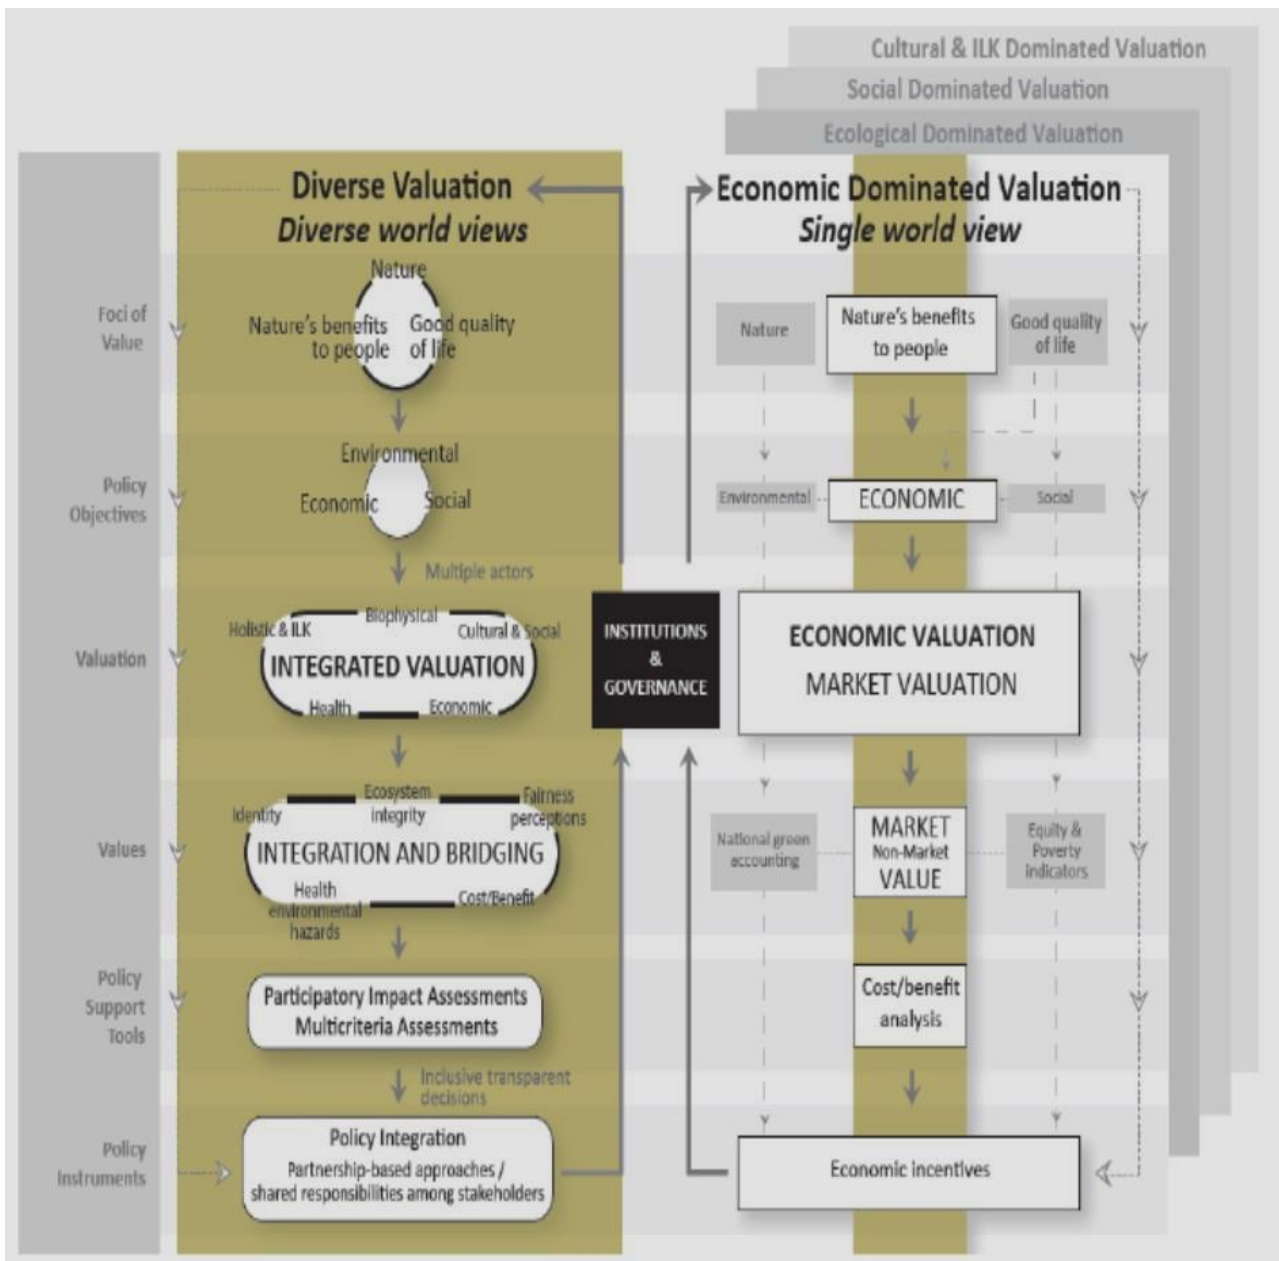 Cultural & ILK Dominated Valuation
Social Dominated Valuation
Ecological Dominated Valuation
Diverse Valuation
Diverse world views
Economic Dominated Valuation
Single world view
Foci of
Value
Nature
Nature's benefits
to people
Good quality
of life
Nature
Nature's benefits
to people
Good quality
of life
Policy
Objectives
Environmental
Economic
Social
Environmental
ECONOMIC
Social
Multiple actors
Valuation
Holistic & ILK
Biophysical
Cultural & Social
INTEGRATED VALUATION
Health
Economic
INSTITUTIONS
&
GOVERNANCE
ECONOMIC VALUATION
MARKET VALUATION
Values
Identity
Ecosystem
integrity
Fairness
perceptions
INTEGRATION AND BRIDGING
Health
environmental
hazards
Cost/Benefit
National green
accounting
MARKET
Non-Market
VALUE
Equity &
Poverty
indicators
Policy
Support
Tools
Participatory Impact Assessments
Multicriteria Assessments
Cost/benefit
analysis
Inclusive transparent
decisions
Policy
Instruments
Policy Integration
Partnership-based approaches /
shared responsibilities among stakeholders
Economic incentives